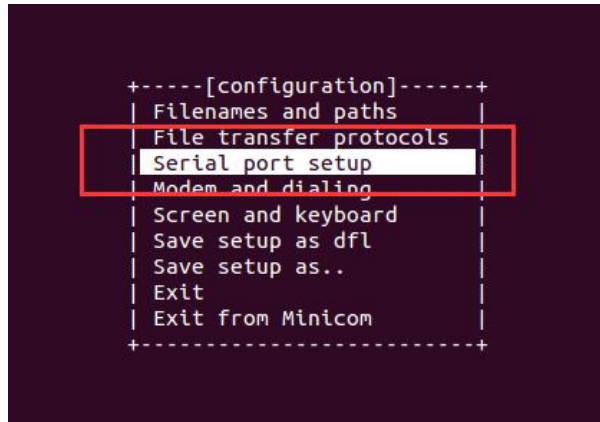 +-----[configuration]------+
| Filenames and paths |
| File transfer protocols |
| Serial port setup |
| Modem and dialing |
| Screen and keyboard |
| Save setup as dfl |
| Save setup as.. |
| Exit |
| Exit from Minicom |
+--------------------------+